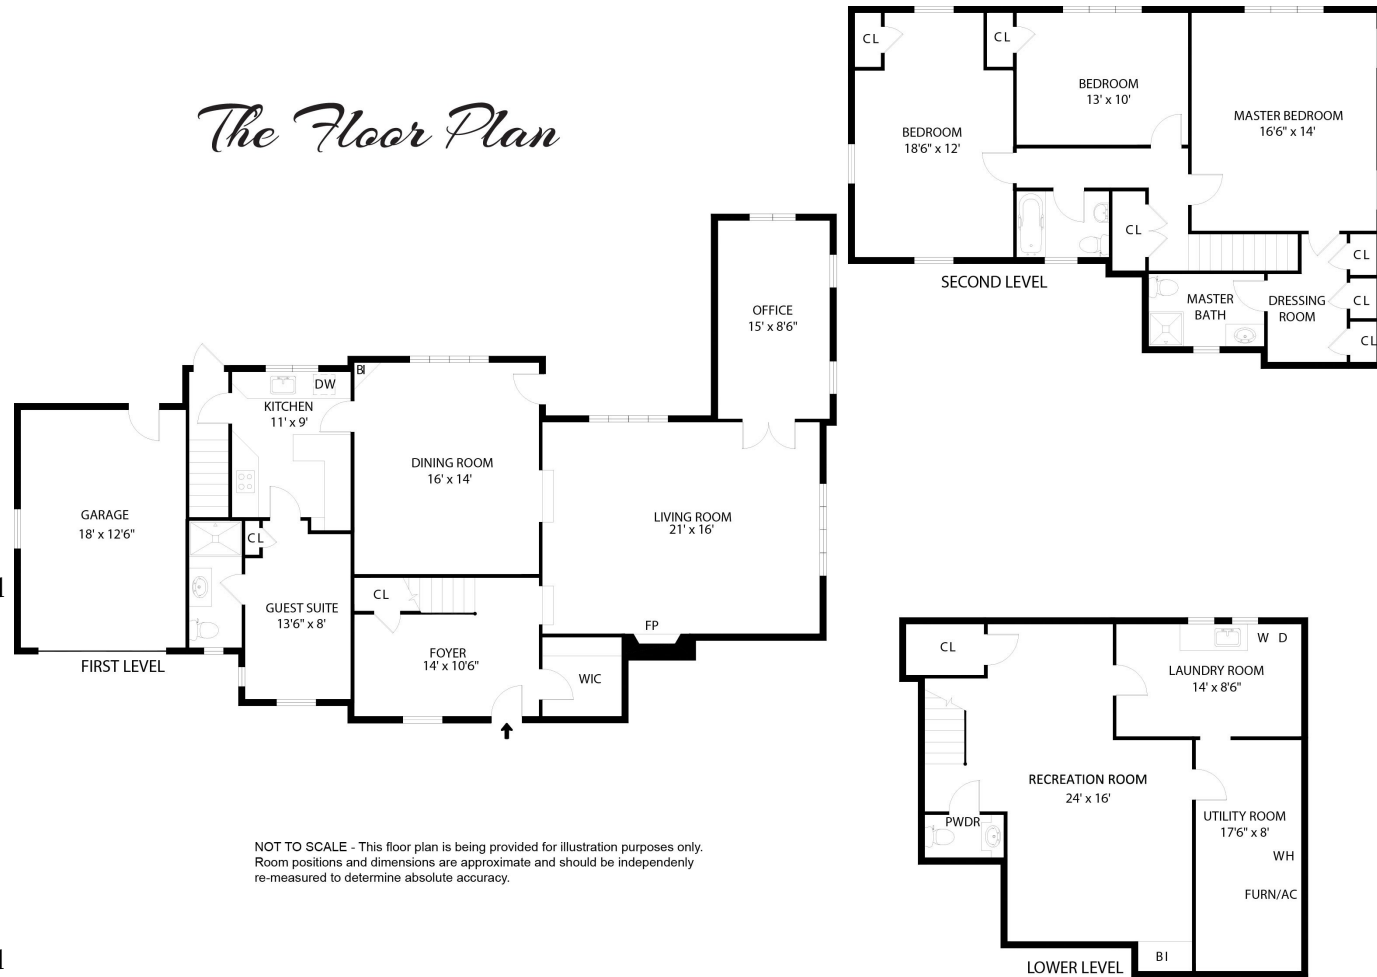 The Floor Plan
CL
CL
BEDROOM
13' x 10'
BEDROOM
18'6" x 12'
MASTER BEDROOM
16'6" x 14'
CL
CL
CL
CL
MASTER
BATH
DRESSING
ROOM
SECOND LEVEL
OFFICE
15' x 8'6"
BI
DW
KITCHEN
11' x 9'
DINING ROOM
16' x 14'
GARAGE
18' x 12'6"
LIVING ROOM
21' x 16'
CL
GUEST SUITE
13'6" x 8'
CL
FOYER
14' x 10'6"
FP
WIC
FIRST LEVEL
CL
W D
LAUNDRY ROOM
14' x 8'6"
RECREATION ROOM
24' x 16'
PWDR
UTILITY ROOM
17'6" x 8'
WH
FURN/AC
BI
LOWER LEVEL
NOT TO SCALE - This floor plan is being provided for illustration purposes only.
Room positions and dimensions are approximate and should be independenly
re-measured to determine absolute accuracy.